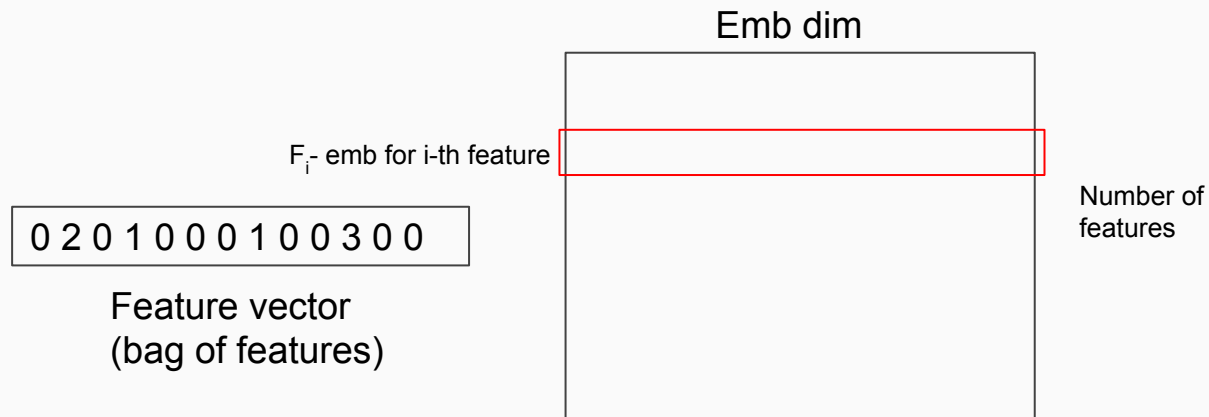 Emb dim
F_i- emb for i-th feature
Number of
features
0 2 0 1 0 0 0 1 0 0 3 0 0
Feature vector
(bag of features)